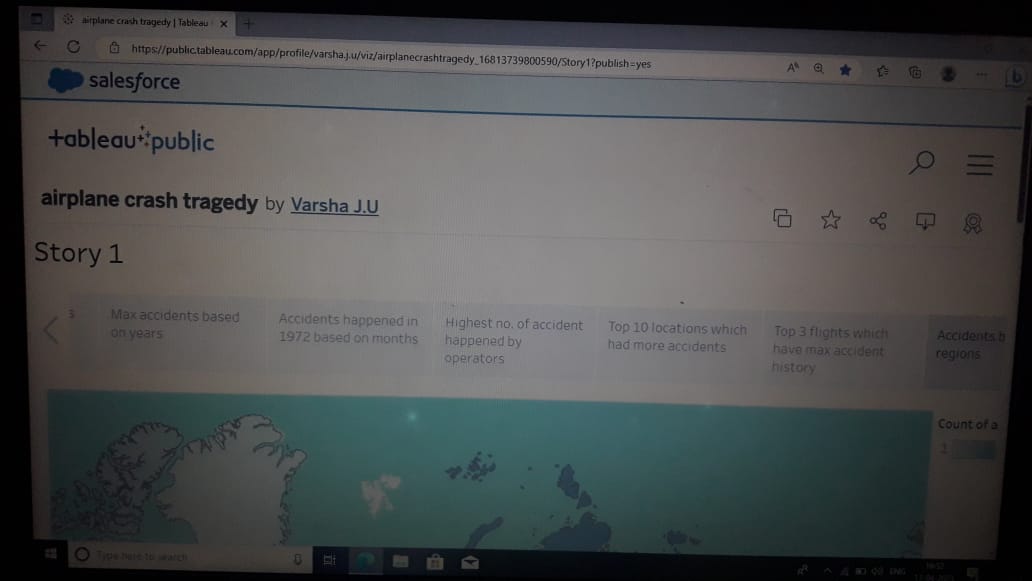 airplane crash tragedy | Tableau
https://public.tableau.com/app/profile/varsha.j.u/viz/airplanecrashtragedy_16813739800590/Story1?publish=yes
salesforce
+ableau public
airplane crash tragedy by Varsha J.U
Story 1
s
Max accidents based
on years
Accidents happened in
1972 based on months
Highest no. of accident
happened by
operators
Top 10 locations which
had more accidents
Top 3 flights which
have max accident
history
Accidents b
regions
Count of a
1
Type here to search
ENG